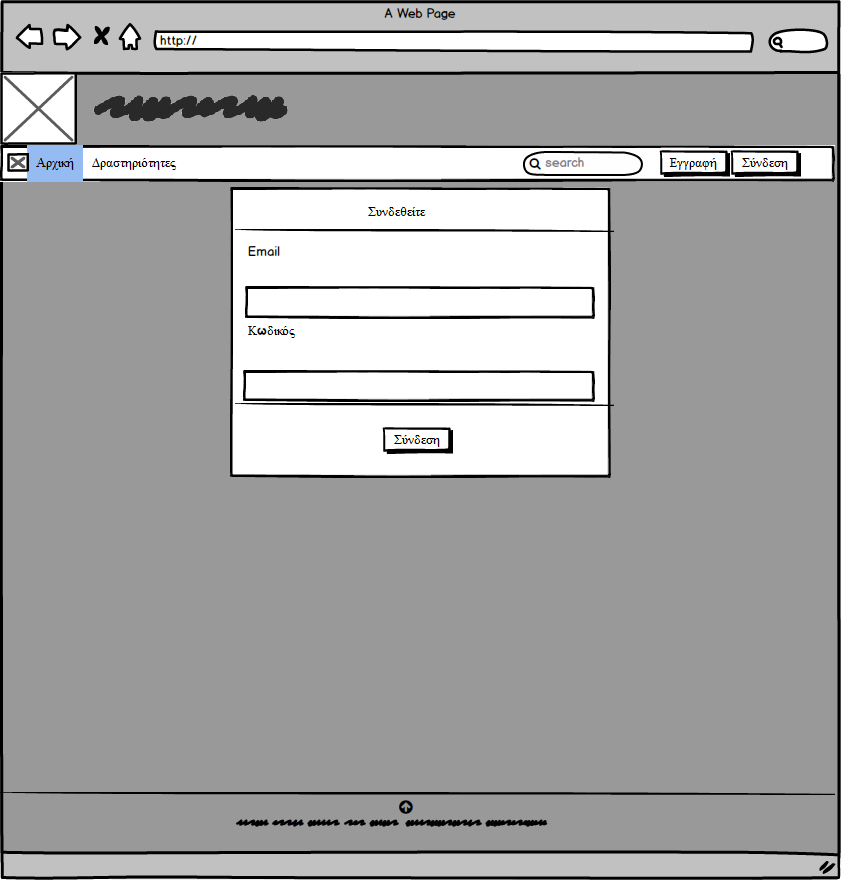 A Web Page
http://
Αρχική Δραστηριότητες search Εγγραφή Σύνδεση
Συνδεθείτε
Email
Κωδικός
Σύνδεση